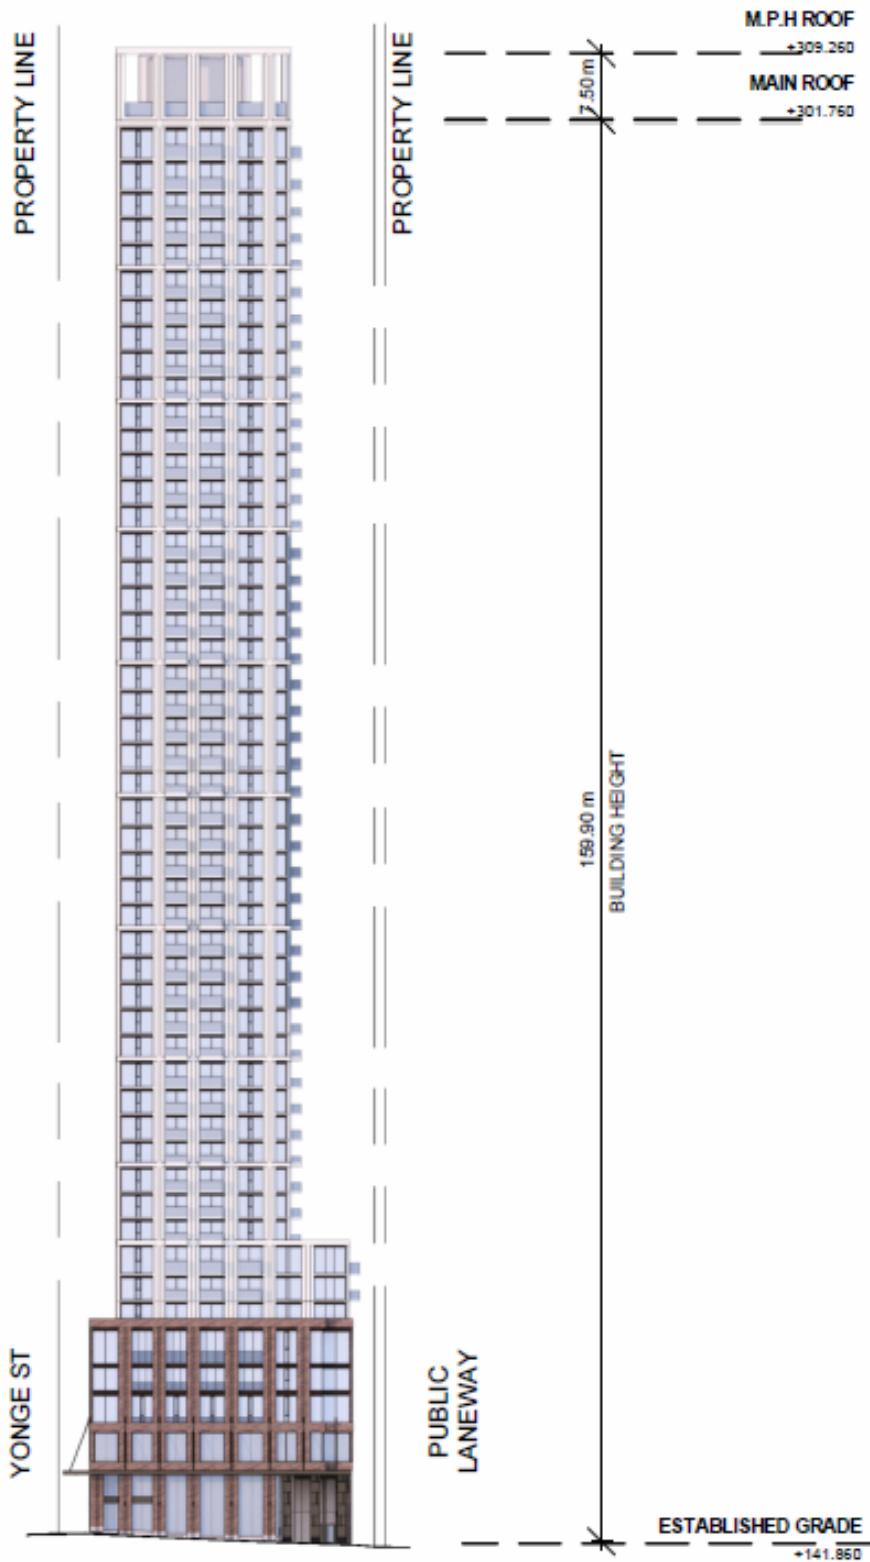 M.P.H ROOF
+309.260
MAIN ROOF
+301.760
7.50 m
PROPERTY LINE
PROPERTY LINE
159.90 m
BUILDING HEIGHT
YONGE ST
PUBLIC
LANEWAY
ESTABLISHED GRADE
+141.860